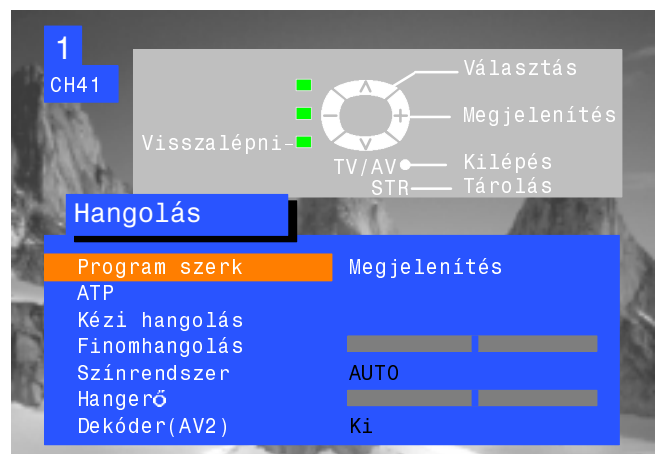 1
CH41
Választás
Megjelenítés
Visszalépni
TV/AV Kilépés
STR Tárolás
Hangolás
Program szerk Megjelenítés
ATP
Kézi hangolás
Finomhangolás
Színrendszer AUTO
Hangerő
Dekóder(AV2) Ki